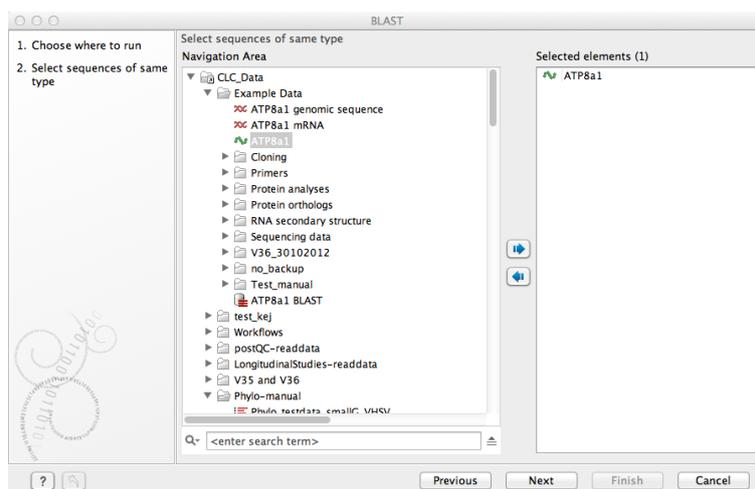 BLAST
1. Choose where to run
2. Select sequences of same
type
Select sequences of same type
Navigation Area
CLC_Data
Example Data
ATP8a1 genomic sequence
ATP8a1 mRNA
ATP8a1
Cloning
Primers
Protein analyses
Protein orthologs
RNA secondary structure
Sequencing data
V36_30102012
no_backup
Test_manual
ATP8a1 BLAST
test_kej
Workflows
postQC-readdata
LongitudinalStudies-readdata
V35 and V36
Phylo-manual
Phylo_testdata_smallG_VHSV
<enter search term>
Selected elements (1)
ATP8a1
?
Previous
Next
Finish
Cancel